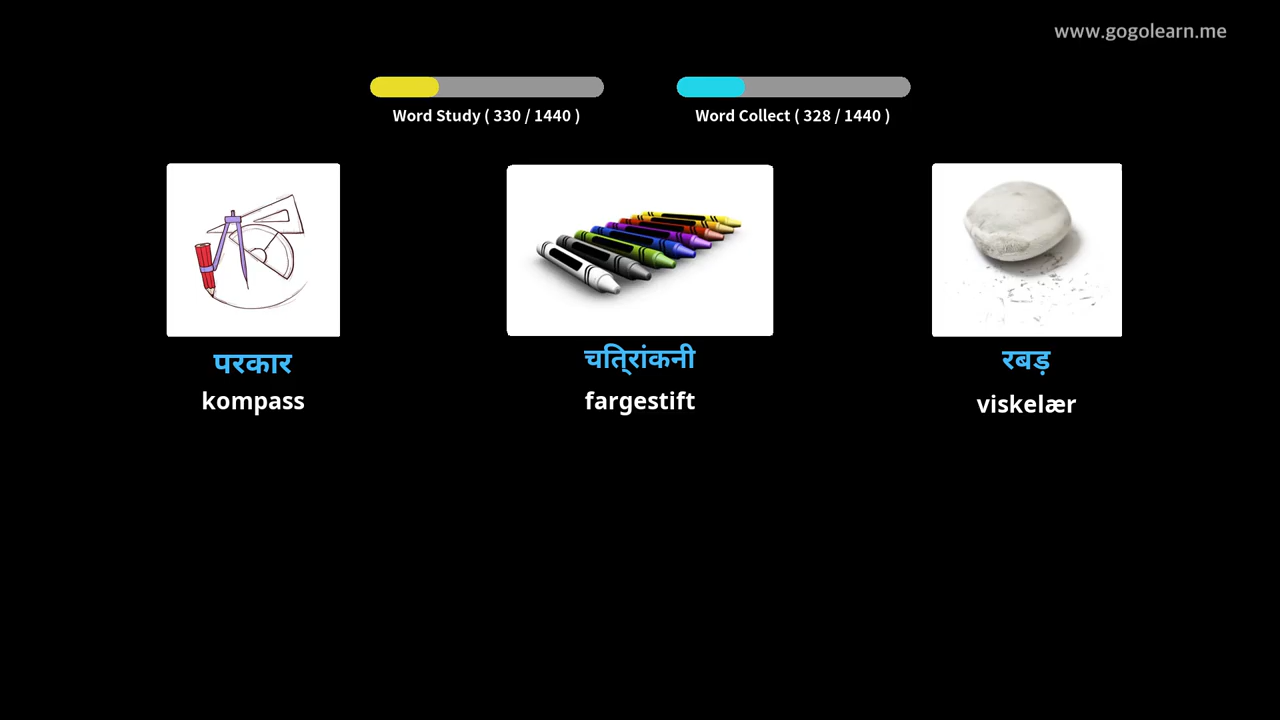 www.gogolearn.me
Word Study ( 330 / 1440 )
Word Collect ( 328 / 1440 )
परकार
चित्रांकनी
रबड़
kompass
fargestift
viskelær